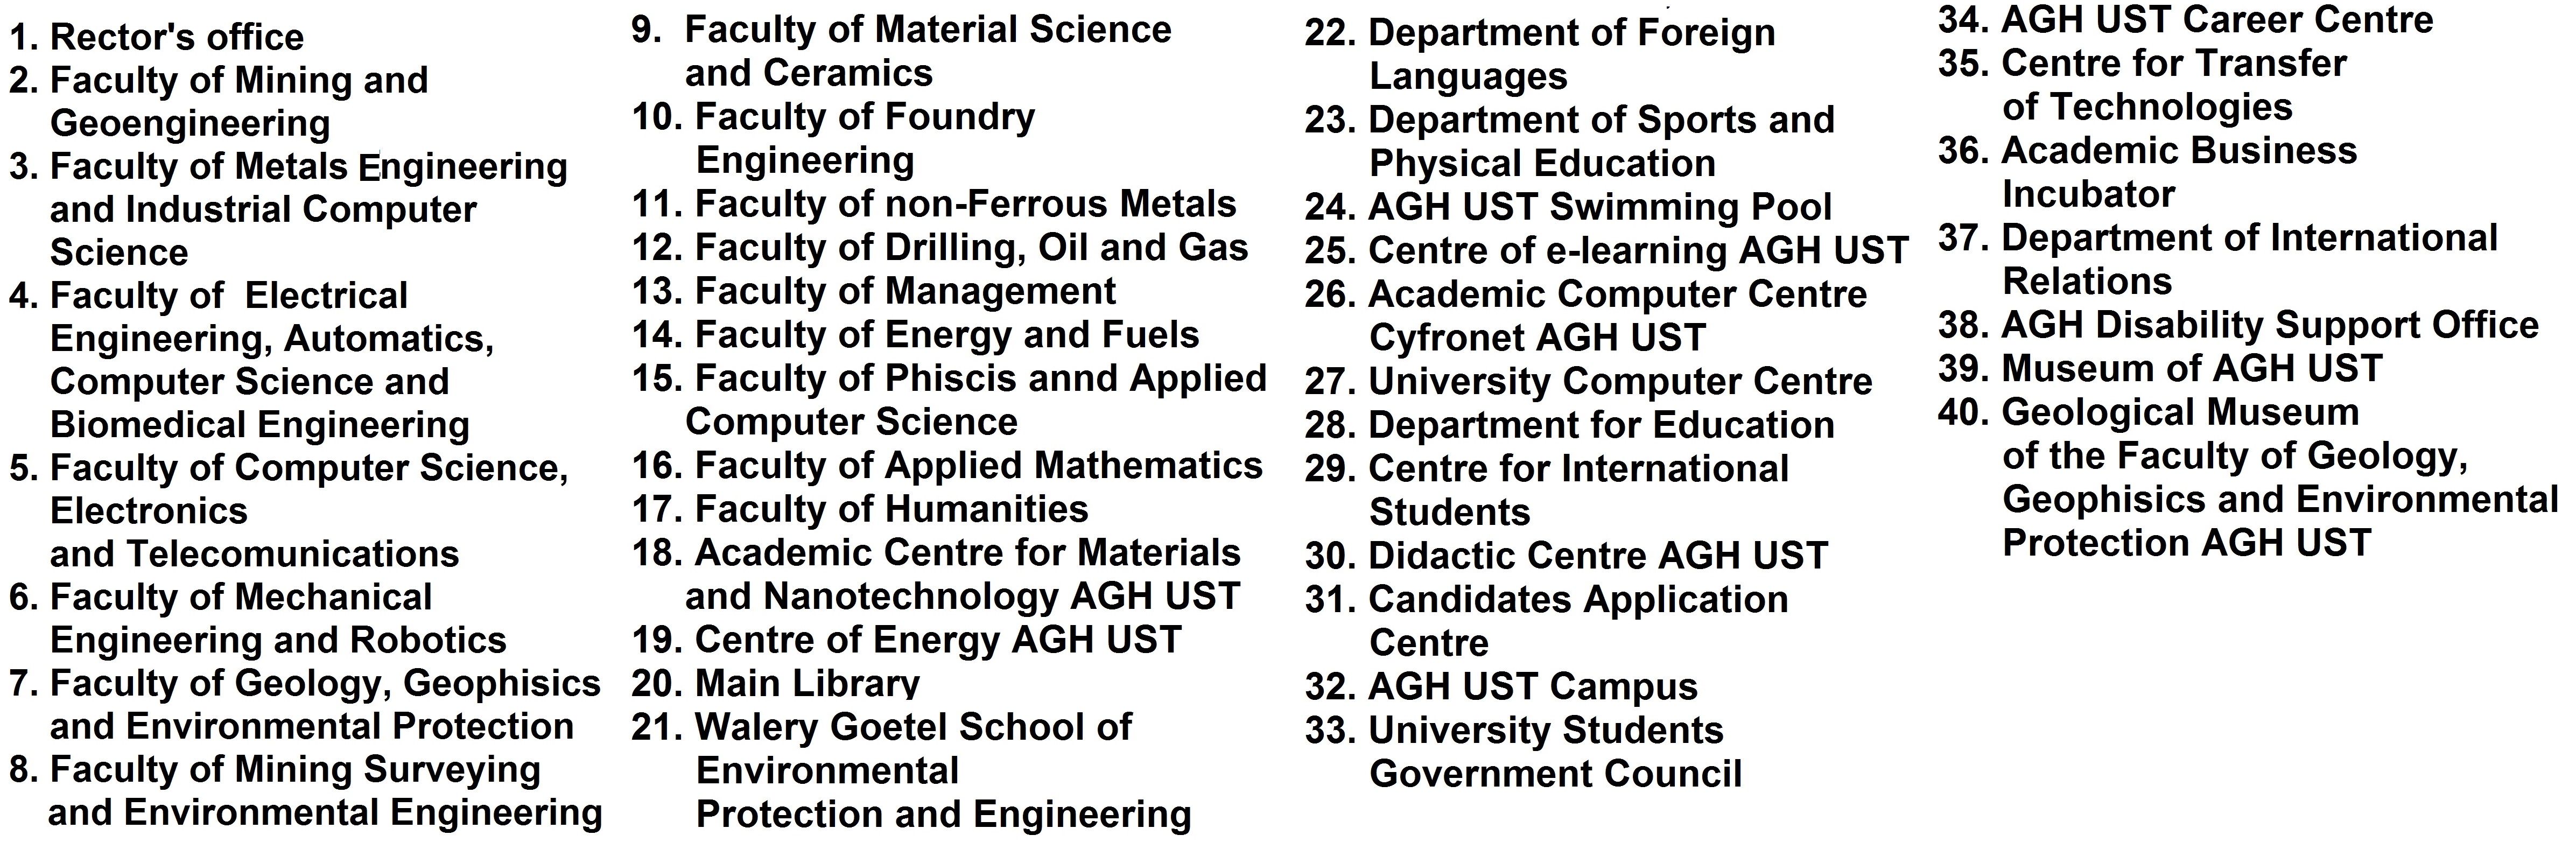 1. Rector's office
2. Faculty of Mining and
Geoengineering
3. Faculty of Metals Engineering
and Industrial Computer
Science
4. Faculty of  Electrical
Engineering, Automatics,
Computer Science and
Biomedical Engineering
5. Faculty of Computer Science,
Electronics
and Telecomunications
6. Faculty of Mechanical
Engineering and Robotics
7. Faculty of Geology, Geophisics
and Environmental Protection
8. Faculty of Mining Surveying
and Environmental Engineering
9.  Faculty of Material Science
and Ceramics
10. Faculty of Foundry
Engineering
11. Faculty of non-Ferrous Metals
12. Faculty of Drilling, Oil and Gas
13. Faculty of Management
14. Faculty of Energy and Fuels
15. Faculty of Phiscis annd Applied
Computer Science
16. Faculty of Applied Mathematics
17. Faculty of Humanities
18. Academic Centre for Materials
and Nanotechnology AGH UST
19. Centre of Energy AGH UST
20. Main Library
21. Walery Goetel School of
Environmental
Protection and Engineering
22. Department of Foreign
Languages
23. Department of Sports and
Physical Education
24. AGH UST Swimming Pool
25. Centre of e-learning AGH UST
26. Academic Computer Centre
Cyfronet AGH UST
27. University Computer Centre
28. Department for Education
29. Centre for International
Students
30. Didactic Centre AGH UST
31. Candidates Application
Centre
32. AGH UST Campus
33. University Students
Government Council
34. AGH UST Career Centre
35. Centre for Transfer
of Technologies
36. Academic Business
Incubator
37. Department of International
Relations
38. AGH Disability Support Office
39. Museum of AGH UST
40. Geological Museum
of the Faculty of Geology,
Geophisics and Environmental
Protection AGH UST